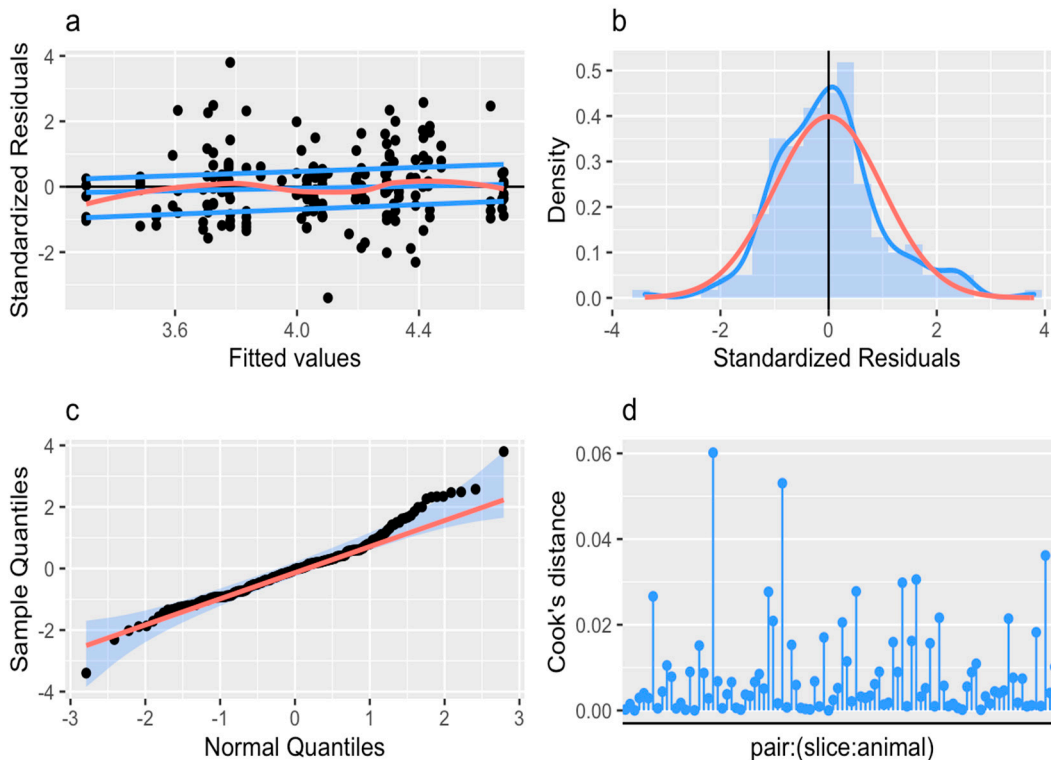 a
Standardized Residuals
4
2
0
-2
3.6
4.0
4.4
Fitted values
b
Density
0.5
0.4
0.3
0.2
0.1
0.0
-4
-2
0
2
4
Standardized Residuals
c
Sample Quantiles
4
2
0
-2
-4
-3
-2
-1
0
1
2
3
Normal Quantiles
d
Cook's distance
0.06
0.04
0.02
0.00
pair:(slice:animal)